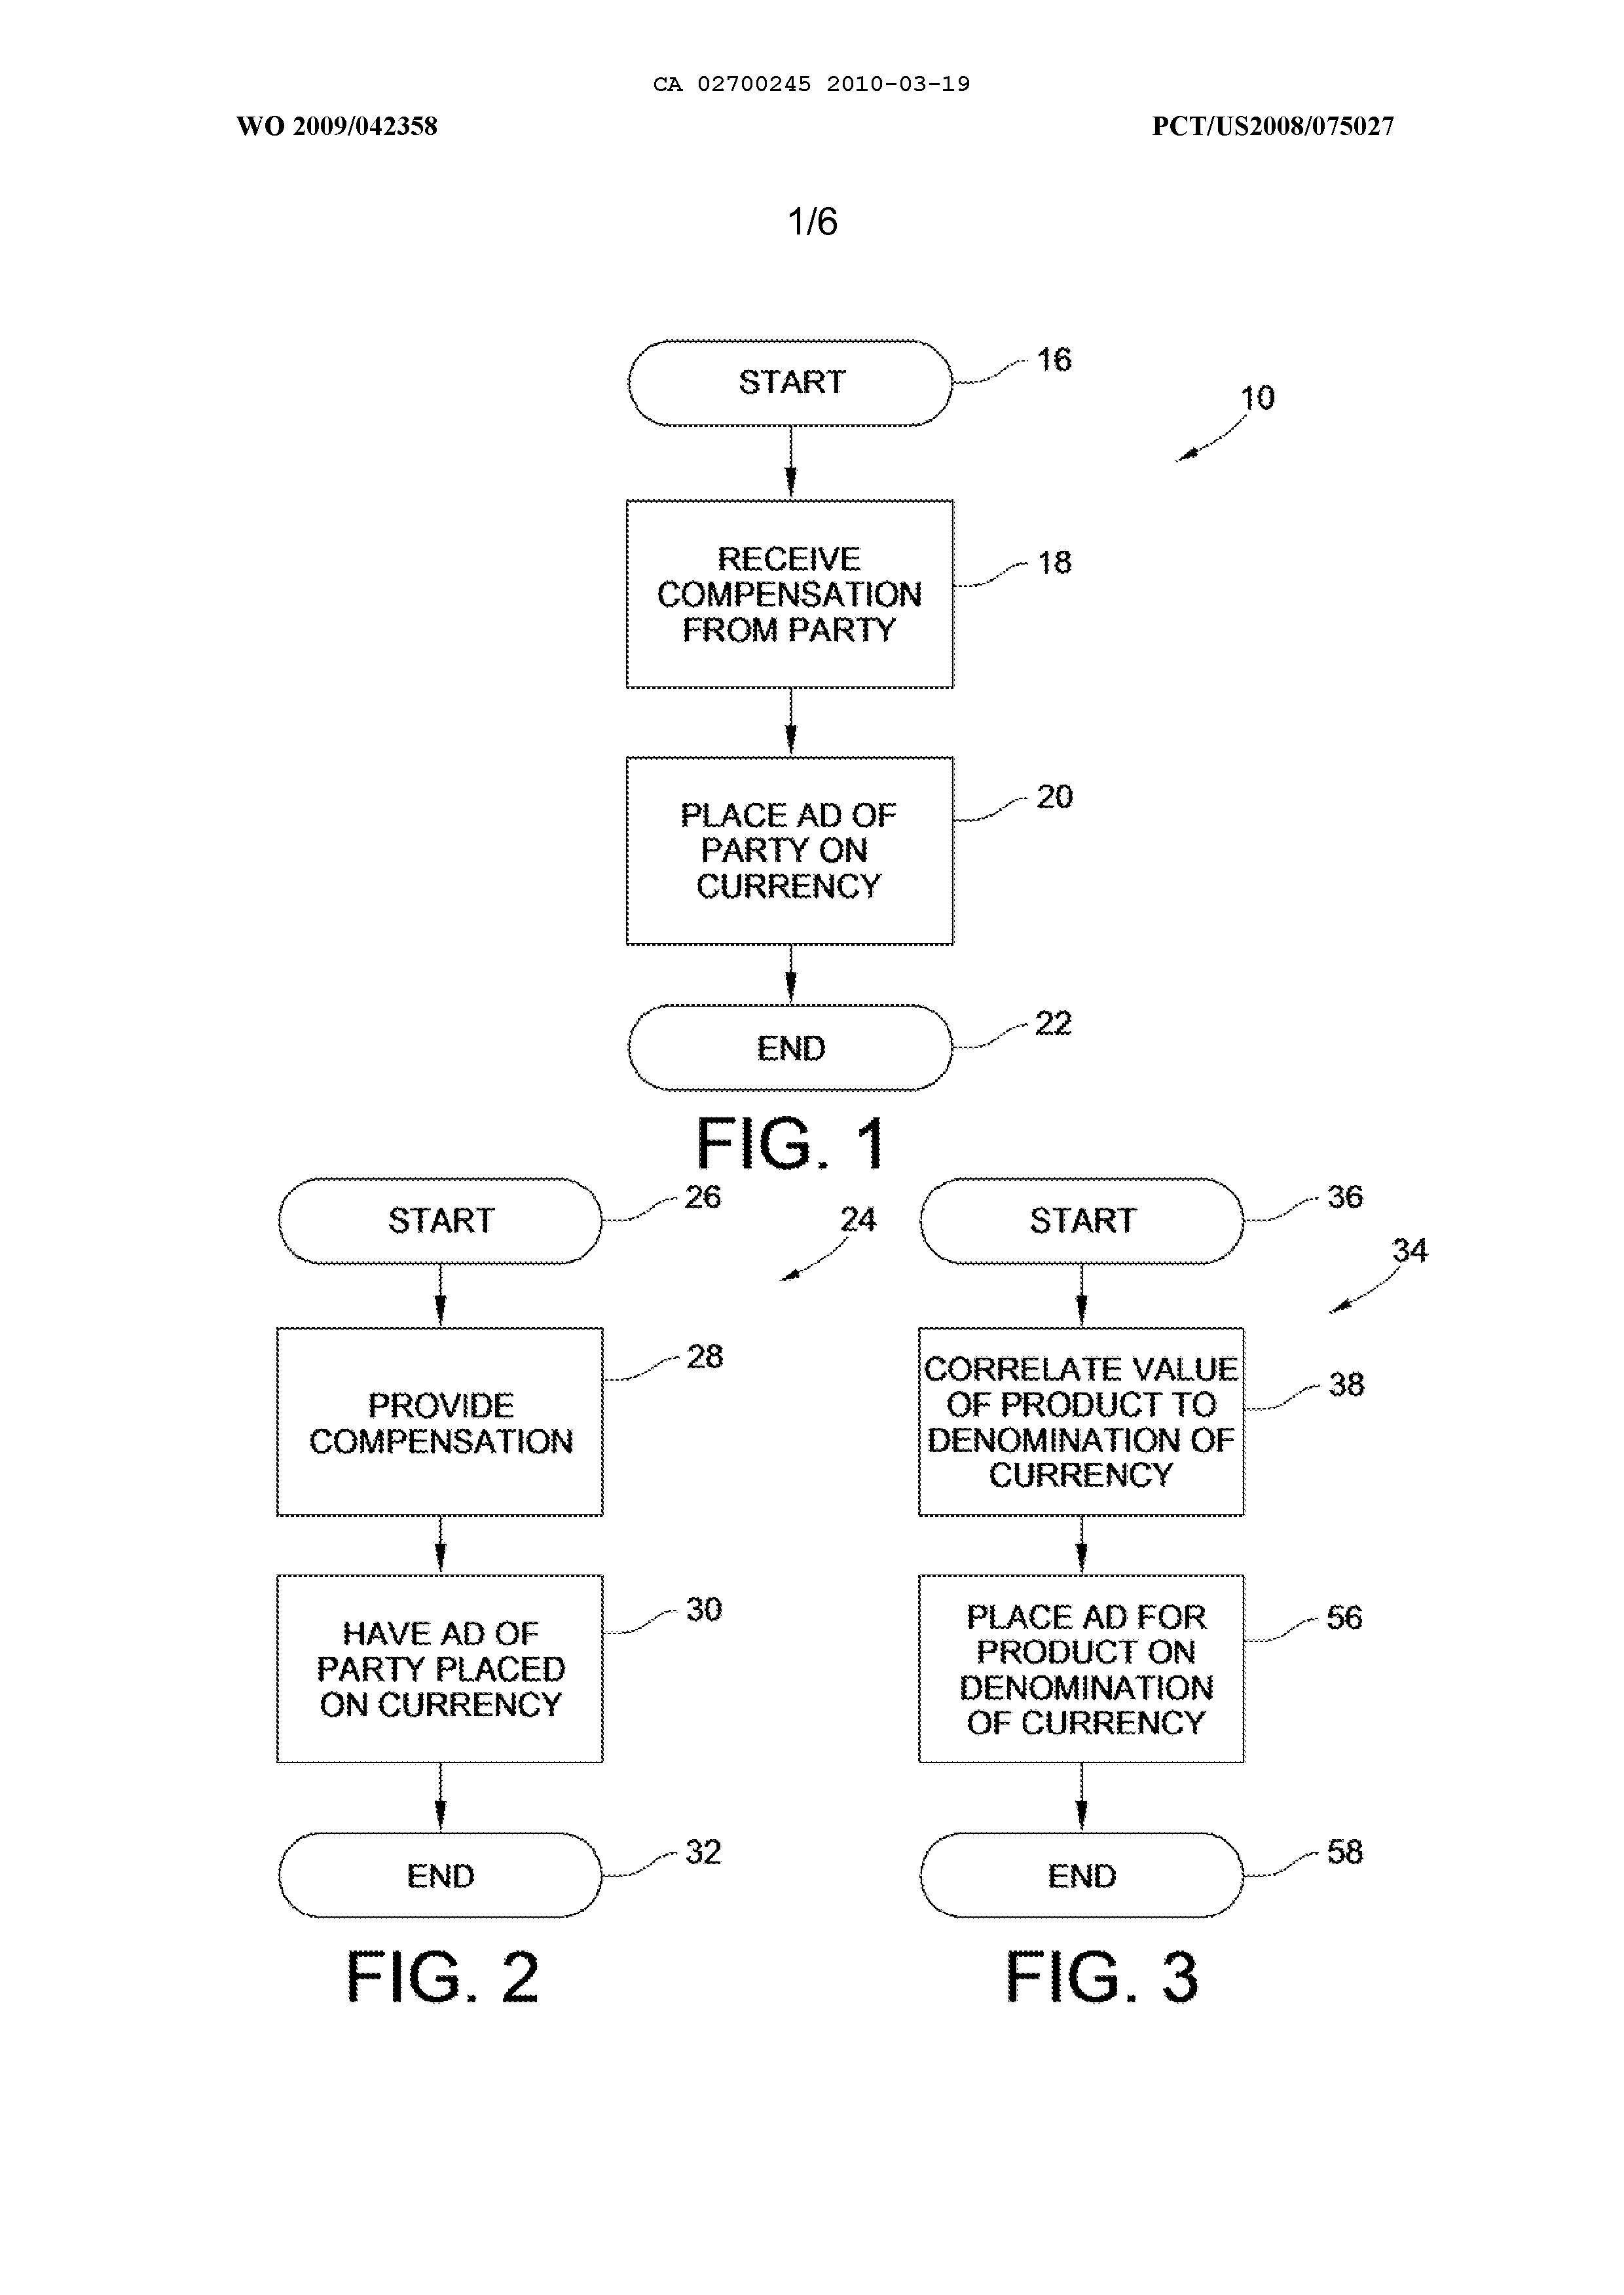 CA 02700245 2010-03-19
WO 2009/042358
PCT/US2008/075027
1/6
START
16
10
RECEIVE
COMPENSATION
FROM PARTY
18
PLACE AD OF
PARTY ON
CURRENCY
20
END
22
FIG. 1
START
26
24
PROVIDE
COMPENSATION
28
HAVE AD OF
PARTY PLACED
ON CURRENCY
30
END
32
FIG. 2
START
36
34
CORRELATE VALUE
OF PRODUCT TO
DENOMINATION OF
CURRENCY
38
PLACE AD FOR
PRODUCT ON
DENOMINATION
OF CURRENCY
56
END
58
FIG. 3